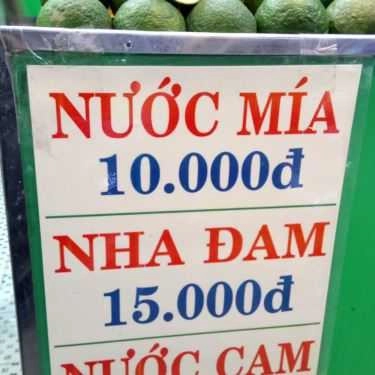 NƯỚC MÍA
10.000đ
NHA ĐAM
15.000đ
NƯỚC CAM